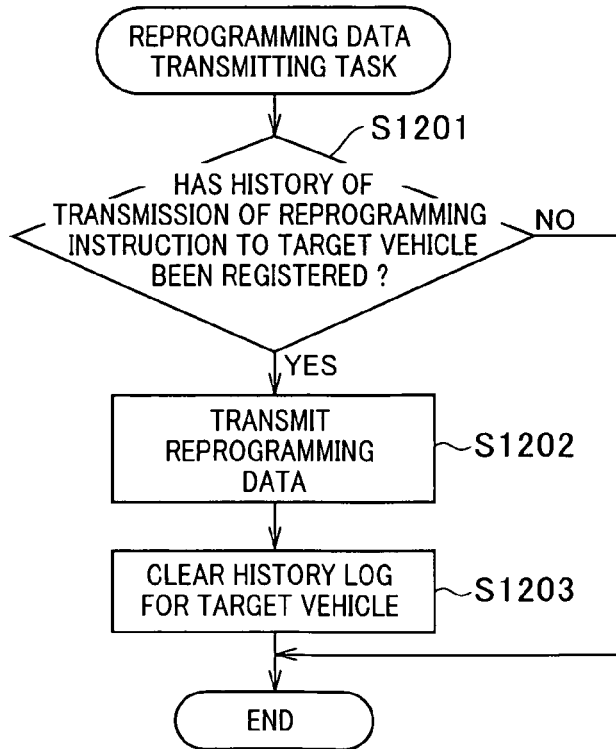 REPROGRAMMING DATA
TRANSMITTING TASK
S1201
HAS HISTORY OF
TRANSMISSION OF REPROGRAMMING
INSTRUCTION TO TARGET VEHICLE
BEEN REGISTERED ?
NO
YES
TRANSMIT
REPROGRAMMING
DATA
S1202
CLEAR HISTORY LOG
FOR TARGET VEHICLE
S1203
END